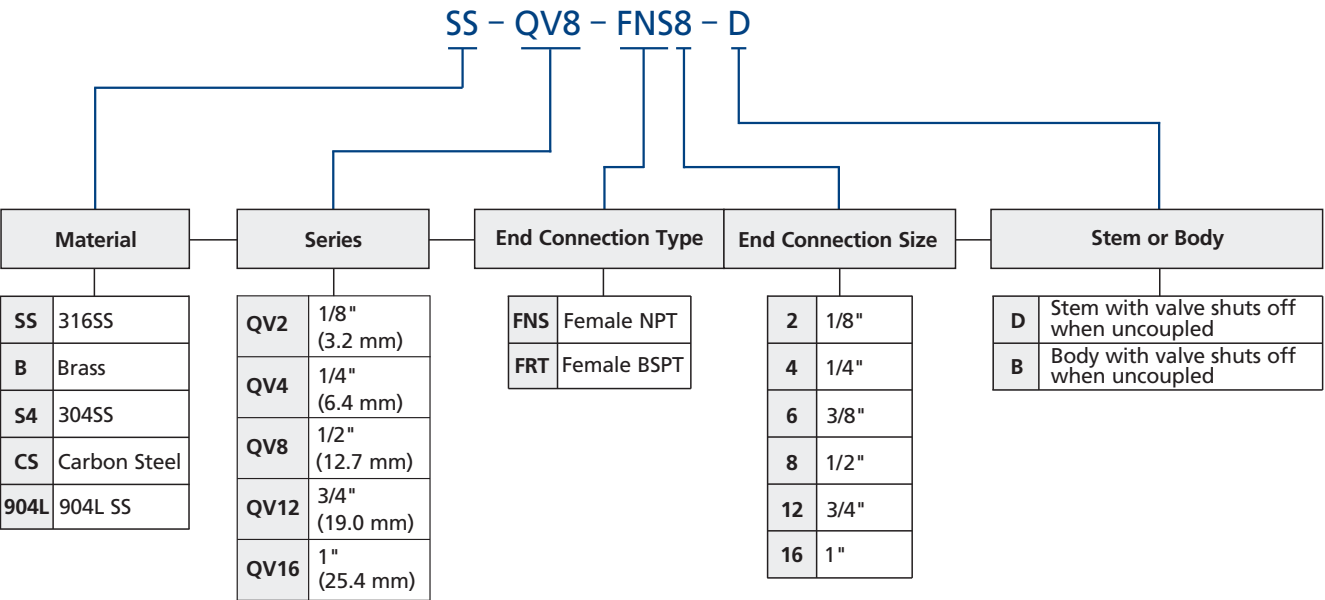 SS – QV8 – FNS8 – D
Material
SS 316SS
B Brass
S4 304SS
CS Carbon Steel
904L 904L SS
Series
QV2 1/8"
(3.2 mm)
QV4 1/4"
(6.4 mm)
QV8 1/2"
(12.7 mm)
QV12 3/4"
(19.0 mm)
QV16 1"
(25.4 mm)
End Connection Type
FNS Female NPT
FRT Female BSPT
End Connection Size
2 1/8"
4 1/4"
6 3/8"
8 1/2"
12 3/4"
16 1"
Stem or Body
D Stem with valve shuts off
when uncoupled
B Body with valve shuts off
when uncoupled